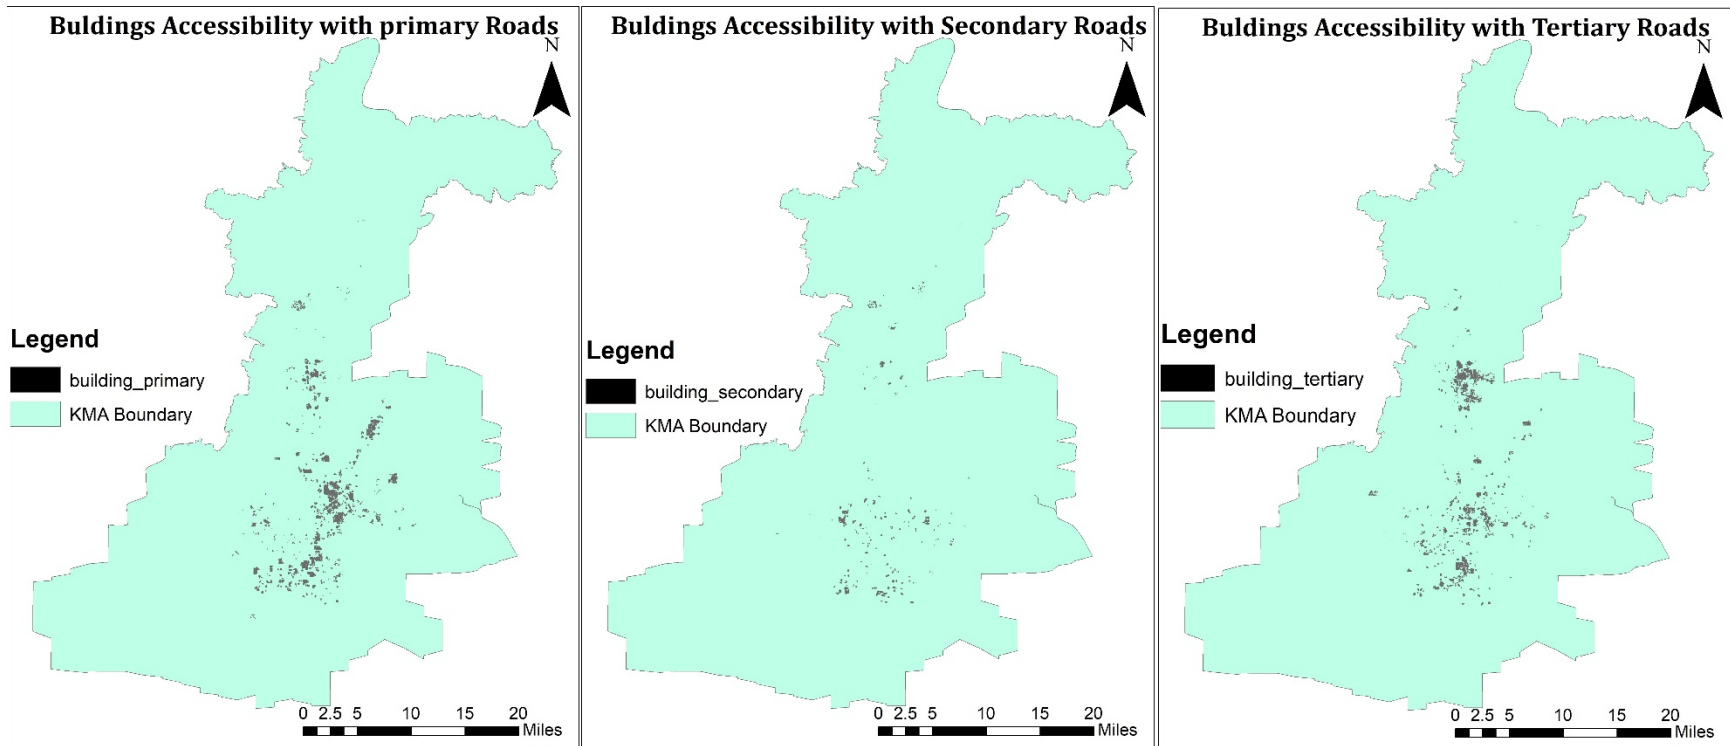 Buldings Accessibility with primary Roads
N
Legend
building_primary
KMA Boundary
0 2.5 5 10 15 20
Miles
Buldings Accessibility with Secondary Roads
N
Legend
building_secondary
KMA Boundary
0 2.5 5 10 15 20
Miles
Buldings Accessibility with Tertiary Roads
N
Legend
building_tertiary
KMA Boundary
0 2.5 5 10 15 20
Miles